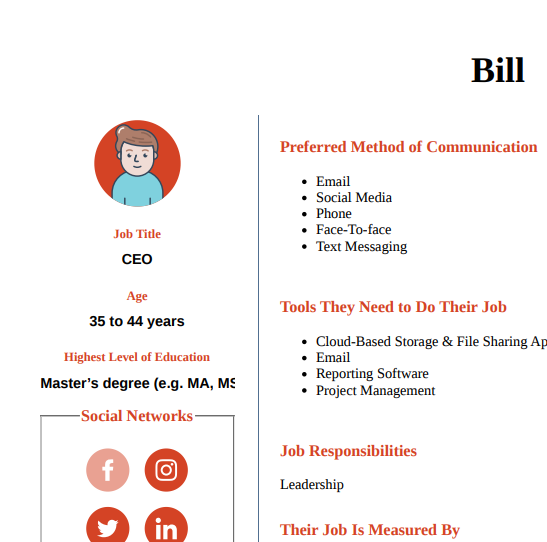 Bill
Job Title
CEO
Age
35 to 44 years
Highest Level of Education
Master's degree (e.g. MA, MS
Social Networks
Preferred Method of Communication
Email
Social Media
Phone
Face-To-face
Text Messaging
Tools They Need to Do Their Job
Cloud-Based Storage & File Sharing Ap
Email
Reporting Software
Project Management
Job Responsibilities
Leadership
Their Job Is Measured By